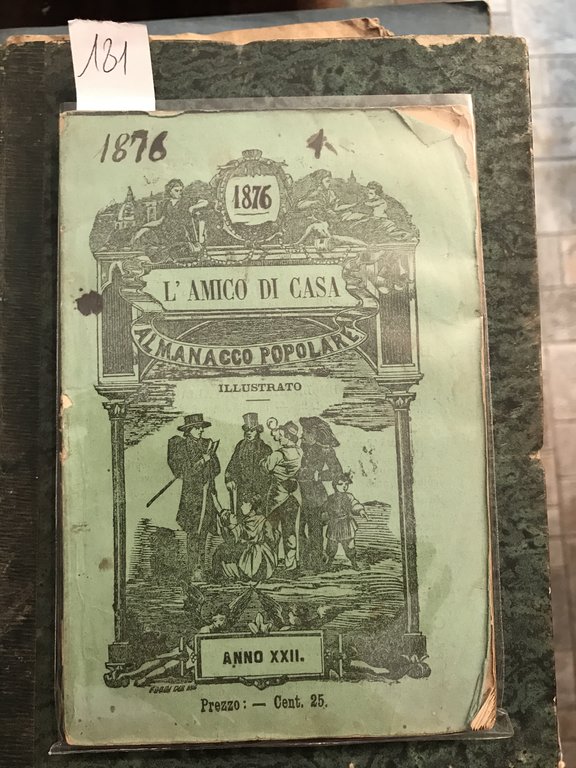 181
1876
1876
L' AMICO DI CASA
ALMANACCO POPOLARE
ILLUSTRATO
ANNO XXII.
Prezzo: — Cent. 25.